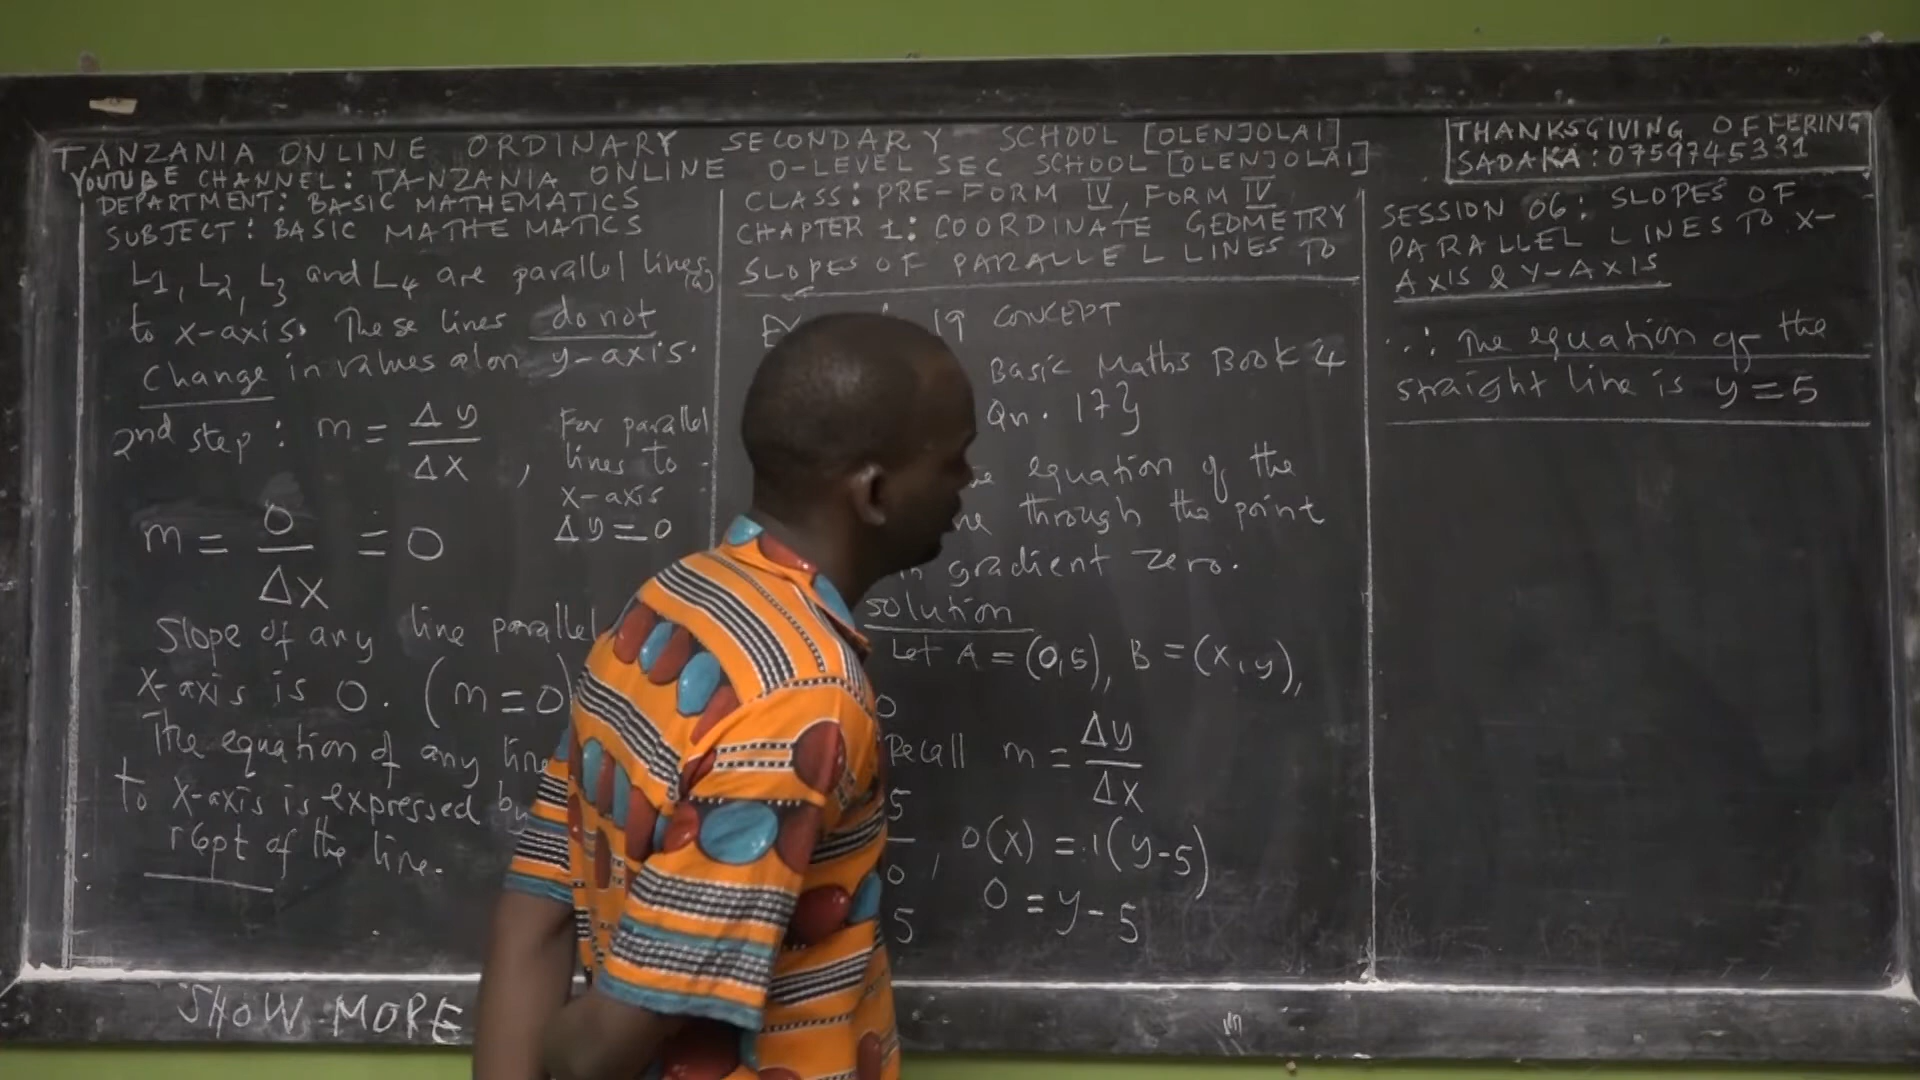 TANZANIA ONLINE ORDINARY SECONDARY SCHOOL [OLENJOLAI]
YOUTUBE CHANNEL: TANZANIA ONLINE O-LEVEL SEC SCHOOL [OLENJOLAI]
DEPARTMENT: BASIC MATHEMATICS
SUBJECT: BASIC MATHEMATICS
L1, L2, L3 and L4 are parallel lines
to x-axis. These lines do not
change in values alon y-axis.
2nd step: m = Δy/Δx ,
For parallel
lines to
x-axis
Δy = 0
m = 0/Δx = 0
Slope of any line parallel
x-axis is 0. (m = 0)
The equation of any line
to x-axis is expressed by
of the line.
SHOW MORE
CLASS: PRE-FORM IV, FORM IV
CHAPTER 1: COORDINATE GEOMETRY
SLOPES OF PARALLEL LINES TO
19 CONCEPT
Basic Maths Book 4
Qn. 17}
equation of the
through the point
gradient zero.
solution
Let A = (0,5), B = (x,y),
0
Recall m = Δy/Δx
5
0 , 0(x) = 1(y-5)
5 0 = y-5
THANKSGIVING OFFERING
SADAKA: 0759745331
SESSION 06: SLOPES OF
PARALLEL LINES TO X-
AXIS & Y-AXIS
∴ The equation of the
straight line is y = 5